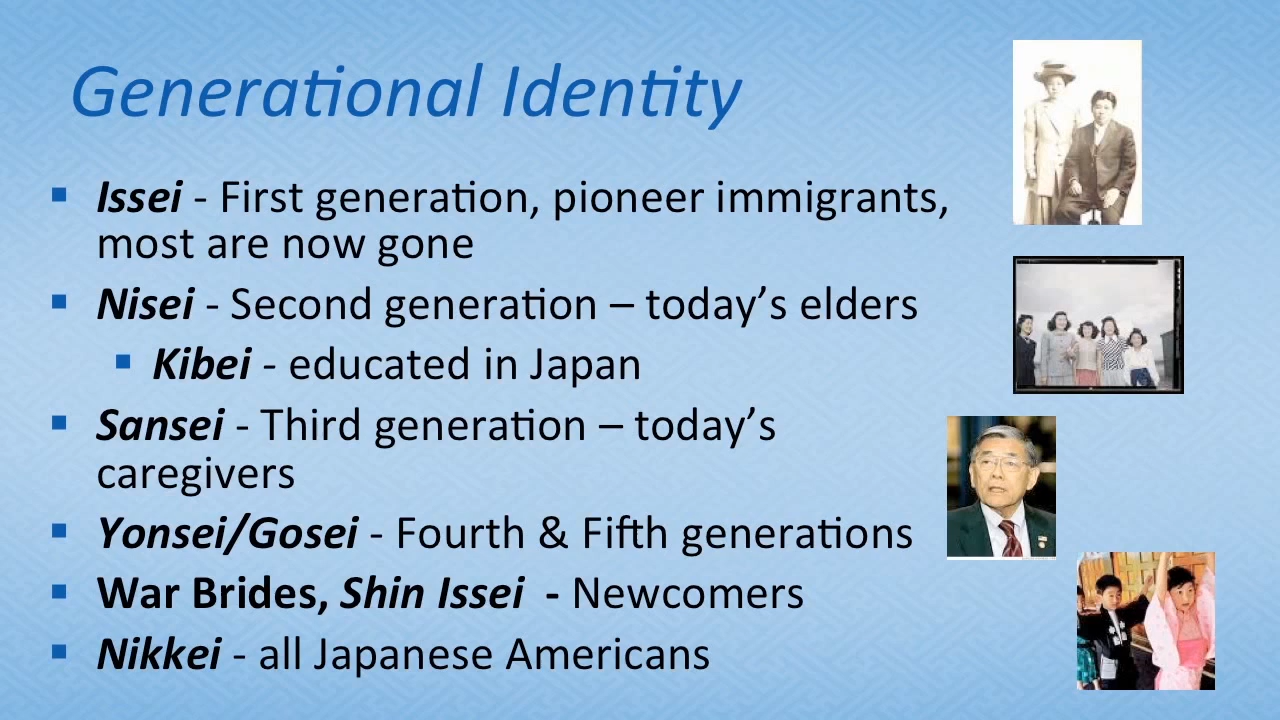 Generational Identity
▪ Issei - First generation, pioneer immigrants,
most are now gone
▪ Nisei - Second generation – today’s elders
▪ Kibei - educated in Japan
▪ Sansei - Third generation – today’s
caregivers
▪ Yonsei/Gosei - Fourth & Fifth generations
▪ War Brides, Shin Issei - Newcomers
▪ Nikkei - all Japanese Americans